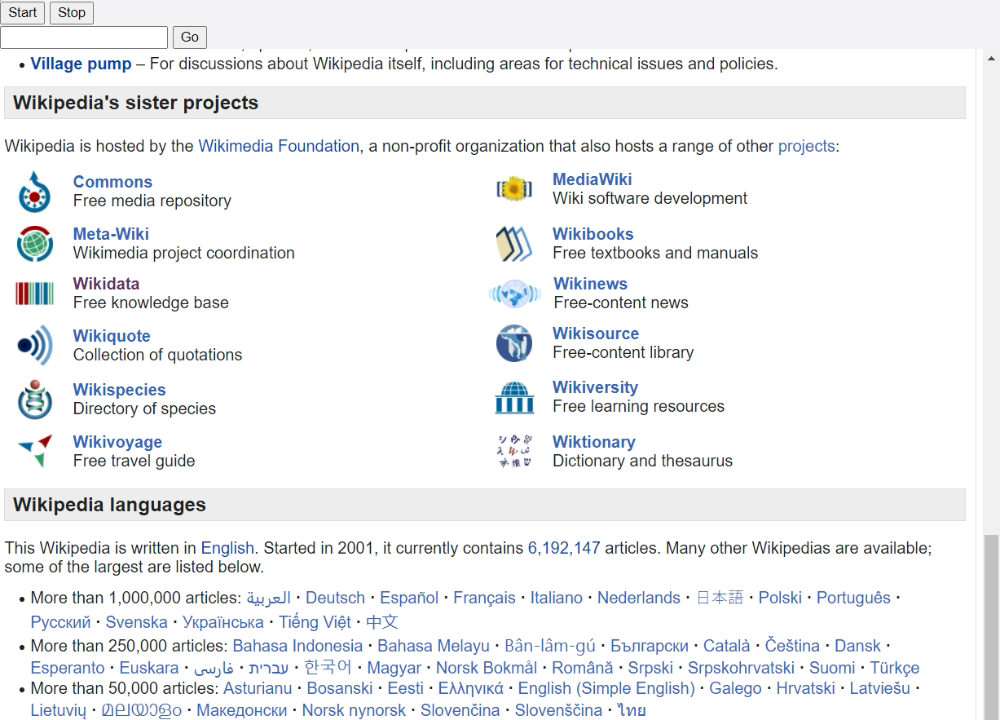 Start Stop
Go
• Village pump – For discussions about Wikipedia itself, including areas for technical issues and policies.
Wikipedia's sister projects
Wikipedia is hosted by the Wikimedia Foundation, a non-profit organization that also hosts a range of other projects:
Commons
Free media repository
MediaWiki
Wiki software development
Meta-Wiki
Wikimedia project coordination
Wikibooks
Free textbooks and manuals
Wikidata
Free knowledge base
Wikinews
Free-content news
Wikiquote
Collection of quotations
Wikisource
Free-content library
Wikispecies
Directory of species
Wikiversity
Free learning resources
Wikivoyage
Free travel guide
Wiktionary
Dictionary and thesaurus
Wikipedia languages
This Wikipedia is written in English. Started in 2001, it currently contains 6,192,147 articles. Many other Wikipedias are available;
some of the largest are listed below.
• More than 1,000,000 articles: العربية · Deutsch · Español · Français · Italiano · Nederlands · 日本語 · Polski · Português ·
Русский · Svenska · Українська · Tiếng Việt · 中文
• More than 250,000 articles: Bahasa Indonesia · Bahasa Melayu · Bân-lâm-gú · Български · Català · Čeština · Dansk ·
Esperanto · Euskara · فارسی · עברית · 한국어 · Magyar · Norsk Bokmål · Română · Srpski · Srpskohrvatski · Suomi · Türkçe
• More than 50,000 articles: Asturianu · Bosanski · Eesti · Ελληνικά · English (Simple English) · Galego · Hrvatski · Latviešu ·
Lietuvių · മലയാളം · Македонски · Norsk nynorsk · Slovenčina · Slovenščina · ไทย